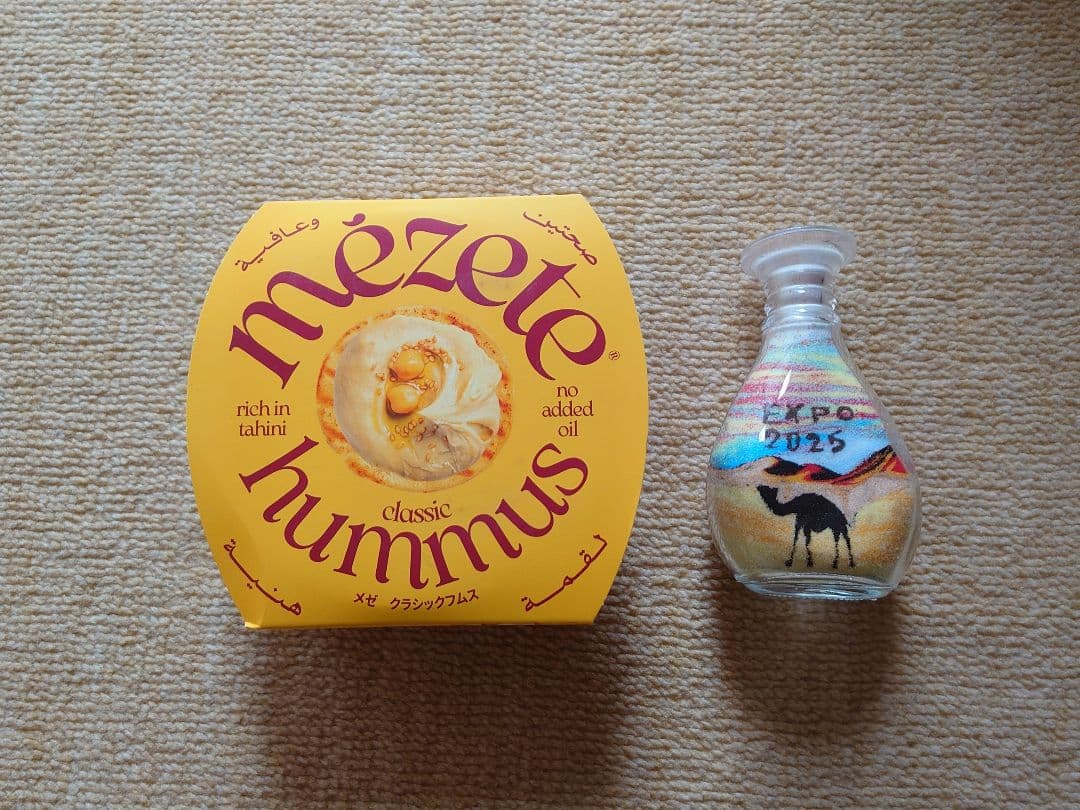 وعافية
صحتين
mézete®
rich in
tahini
no
added
oil
classic
hummus
هنية
لقمة
メゼ クラシックフムス
EXPO
2025